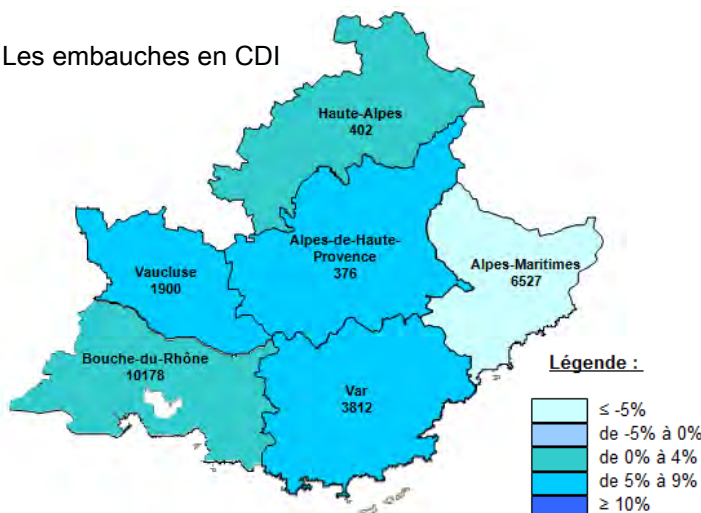 Les embauches en CDI
Haute-Alpes
402
Alpes-de-Haute-
Provence
376
Alpes-Maritimes
6527
Vaucluse
1900
Bouche-du-Rhône
10178
Var
3812
Légende :
≤ -5%
de -5% à 0%
de 0% à 4%
de 5% à 9%
≥ 10%